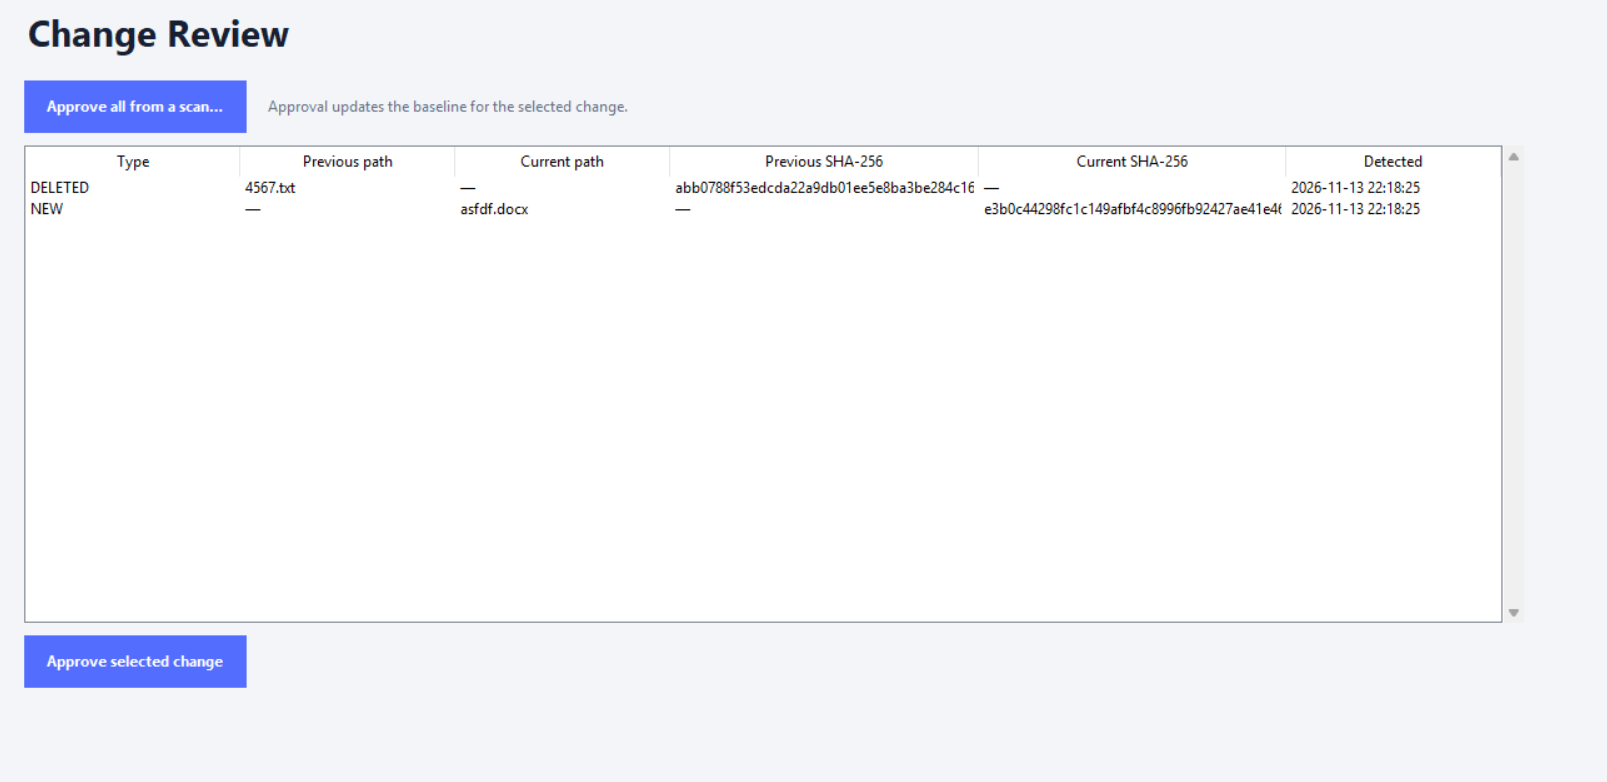 Change Review
Approve all from a scan... Approval updates the baseline for the selected change.
Type Previous path Current path Previous SHA-256 Current SHA-256 Detected
DELETED 4567.txt — abb0788f53edcda22a9db01ee5e8ba3be284c16 — 2026-11-13 22:18:25
NEW — asfdf.docx — e3b0c44298fc1c149afbf4c8996fb92427ae41e46 2026-11-13 22:18:25
Approve selected change